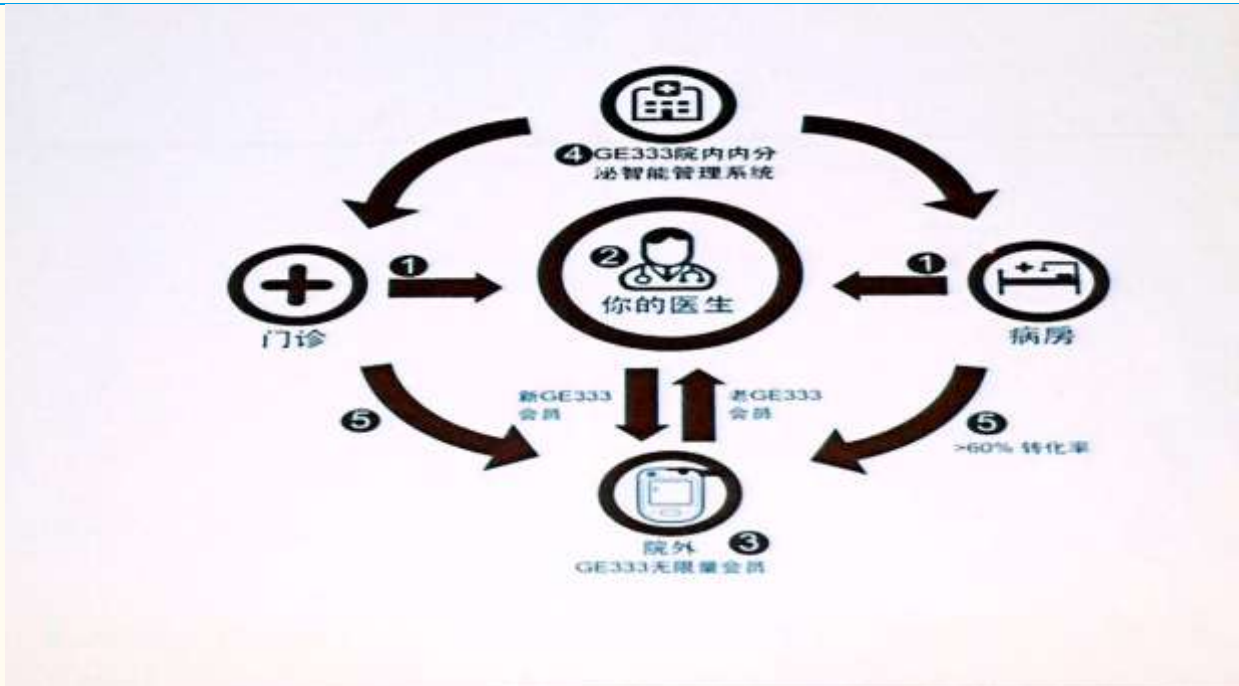 4 GE333院内内分
泌智能管理系统
1
2
1
你的医生
门诊
病房
新GE333
会员
老GE333
会员
5
5
>60% 转化率
院外 3
GE333无限量会员